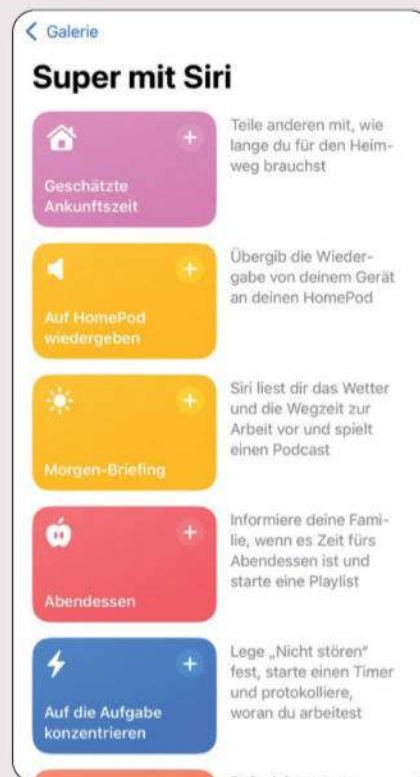 Galerie
Super mit Siri
Geschätzte
Ankunftszeit
Teile anderen mit, wie
lange du für den Heim-
weg brauchst
Auf HomePod
wiedergeben
Übergib die Wieder-
gabe von deinem Gerät
an deinen HomePod
Morgen-Briefing
Siri liest dir das Wetter
und die Wegzeit zur
Arbeit vor und spielt
einen Podcast
Abendessen
Informiere deine Fami-
lie, wenn es Zeit fürs
Abendessen ist und
starte eine Playlist
Auf die Aufgabe
konzentrieren
Lege „Nicht stören“
fest, starte einen Timer
und protokolliere,
woran du arbeitest